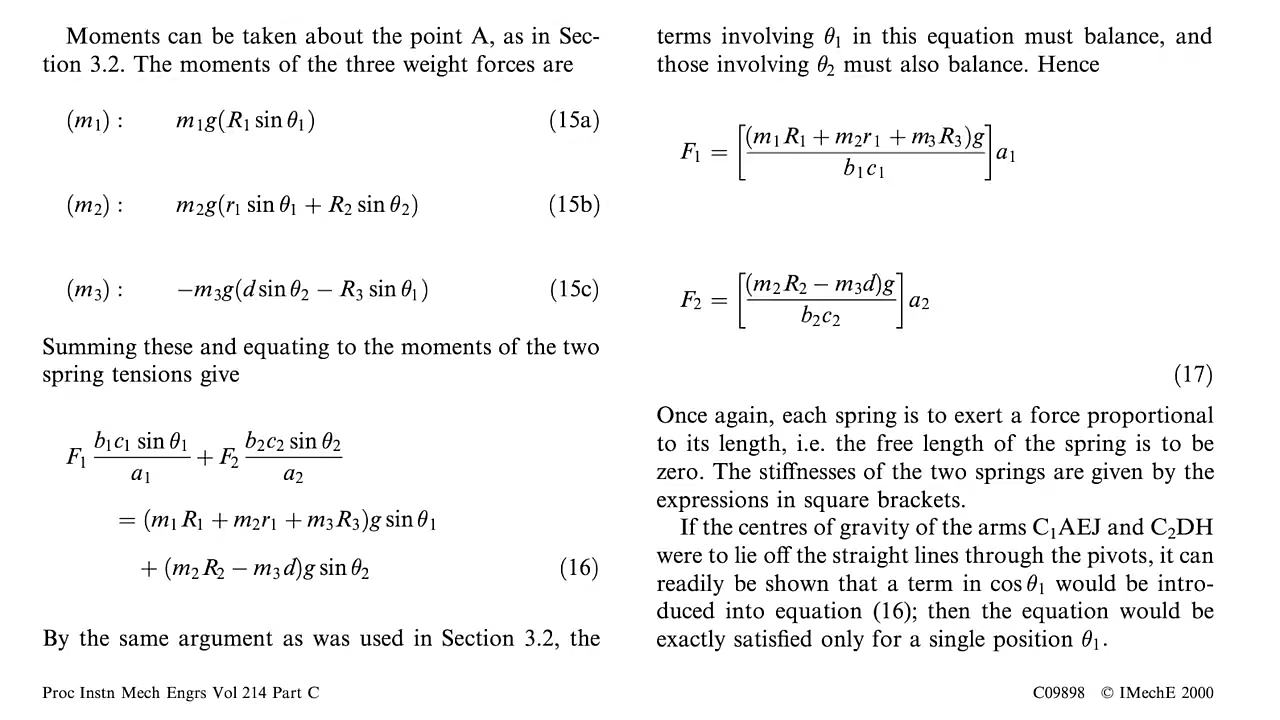 Moments can be taken about the point A, as in Sec-
tion 3.2. The moments of the three weight forces are
(m₁) : m₁g(R₁ sin θ₁) (15a)
(m₂) : m₂g(r₁ sin θ₁ + R₂ sin θ₂) (15b)
(m₃) : −m₃g(d sin θ₂ − R₃ sin θ₁) (15c)
Summing these and equating to the moments of the two
spring tensions give
F₁ b₁c₁ sin θ₁ / a₁ + F₂ b₂c₂ sin θ₂ / a₂
= (m₁R₁ + m₂r₁ + m₃R₃)g sin θ₁
+ (m₂R₂ − m₃d)g sin θ₂ (16)
By the same argument as was used in Section 3.2, the
terms involving θ₁ in this equation must balance, and
those involving θ₂ must also balance. Hence
F₁ = [(m₁R₁ + m₂r₁ + m₃R₃)g / b₁c₁] a₁
F₂ = [(m₂R₂ − m₃d)g / b₂c₂] a₂
(17)
Once again, each spring is to exert a force proportional
to its length, i.e. the free length of the spring is to be
zero. The stiffnesses of the two springs are given by the
expressions in square brackets.
If the centres of gravity of the arms C₁AEJ and C₂DH
were to lie off the straight lines through the pivots, it can
readily be shown that a term in cos θ₁ would be intro-
duced into equation (16); then the equation would be
exactly satisfied only for a single position θ₁.
Proc Instn Mech Engrs Vol 214 Part C
C09898 © IMechE 2000